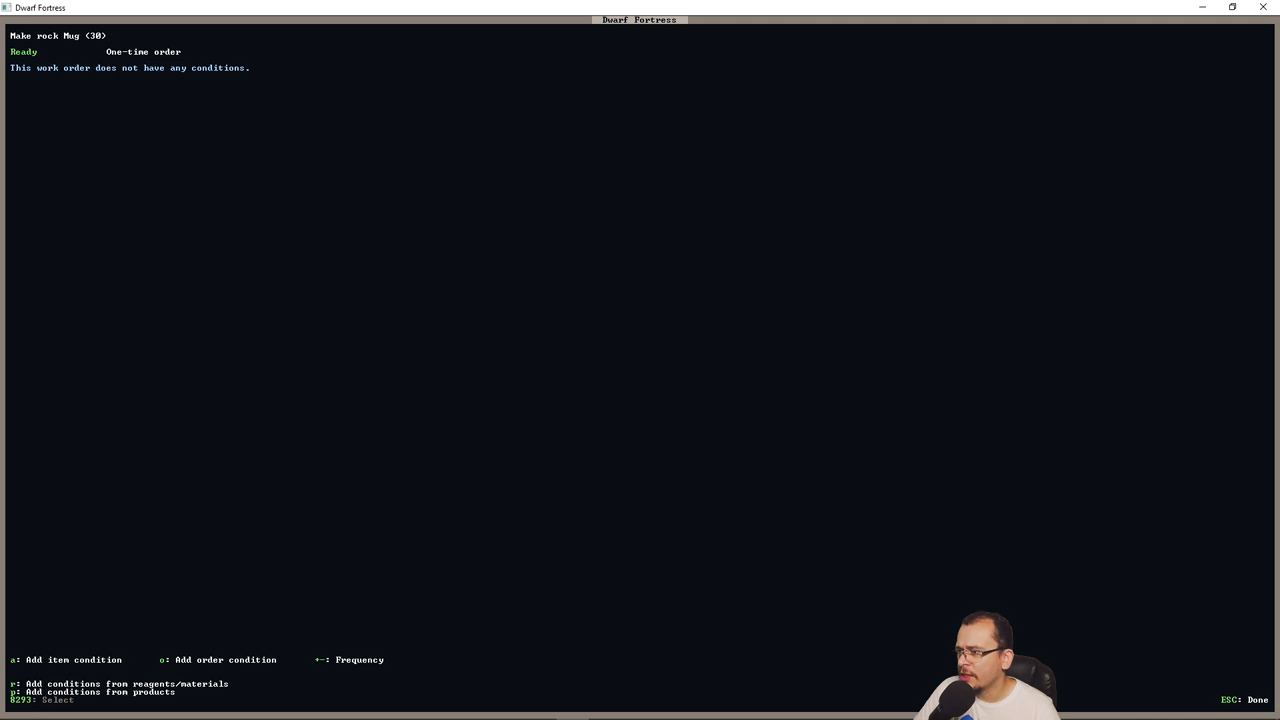 Dwarf Fortress
Dwarf Fortress
Make rock Mug (30)
Ready One-time order
This work order does not have any conditions.
a: Add item condition o: Add order condition +-: Frequency
r: Add conditions from reagents/materials
p: Add conditions from products
8293: Select ESC: Done